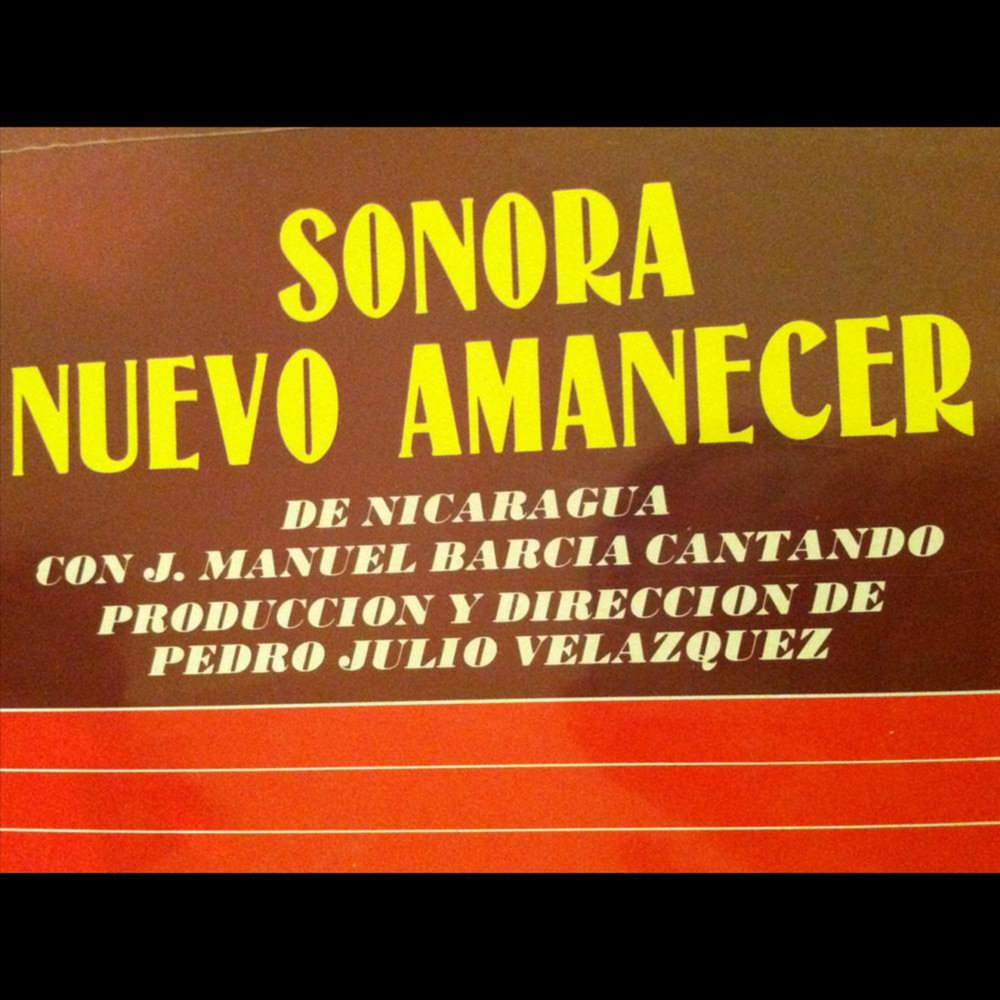 SONORA
NUEVO AMANECER
DE NICARAGUA
CON J. MANUEL BARCIA CANTANDO
PRODUCCION Y DIRECCION DE
PEDRO JULIO VELAZQUEZ